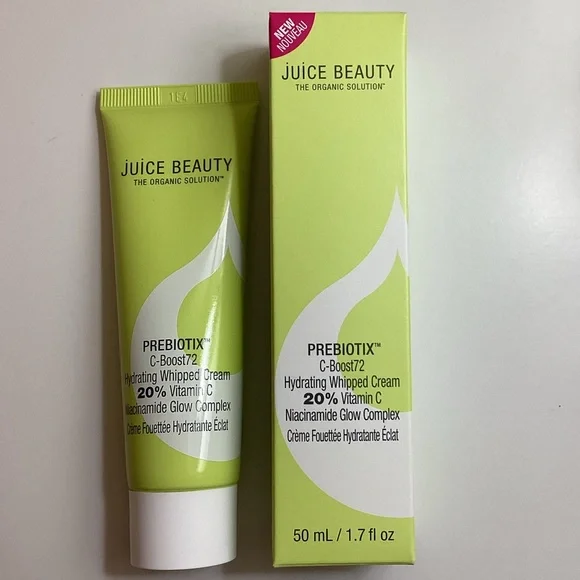 1E4
JUICE BEAUTY
THE ORGANIC SOLUTION™
PREBIOTIX™
C-Boost72
Hydrating Whipped Cream
20% Vitamin C
Niacinamide Glow Complex
Crème Fouettée Hydratante Éclat
NEW
NOUVEAU
JUICE BEAUTY
THE ORGANIC SOLUTION™
PREBIOTIX™
C-Boost72
Hydrating Whipped Cream
20% Vitamin C
Niacinamide Glow Complex
Crème Fouettée Hydratante Éclat
50 mL / 1.7 fl oz